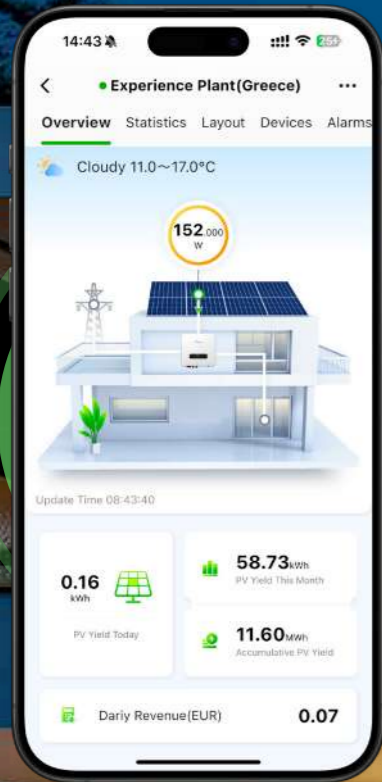 14:43
25+
Experience Plant(Greece)
...
Overview Statistics Layout Devices Alarms
Cloudy 11.0~17.0°C
152.000
W
Update Time 08:43:40
0.16
kWh
PV Yield Today
58.73kWh
PV Yield This Month
11.60MWh
Accumulative PV Yield
Dariy Revenue(EUR) 0.07